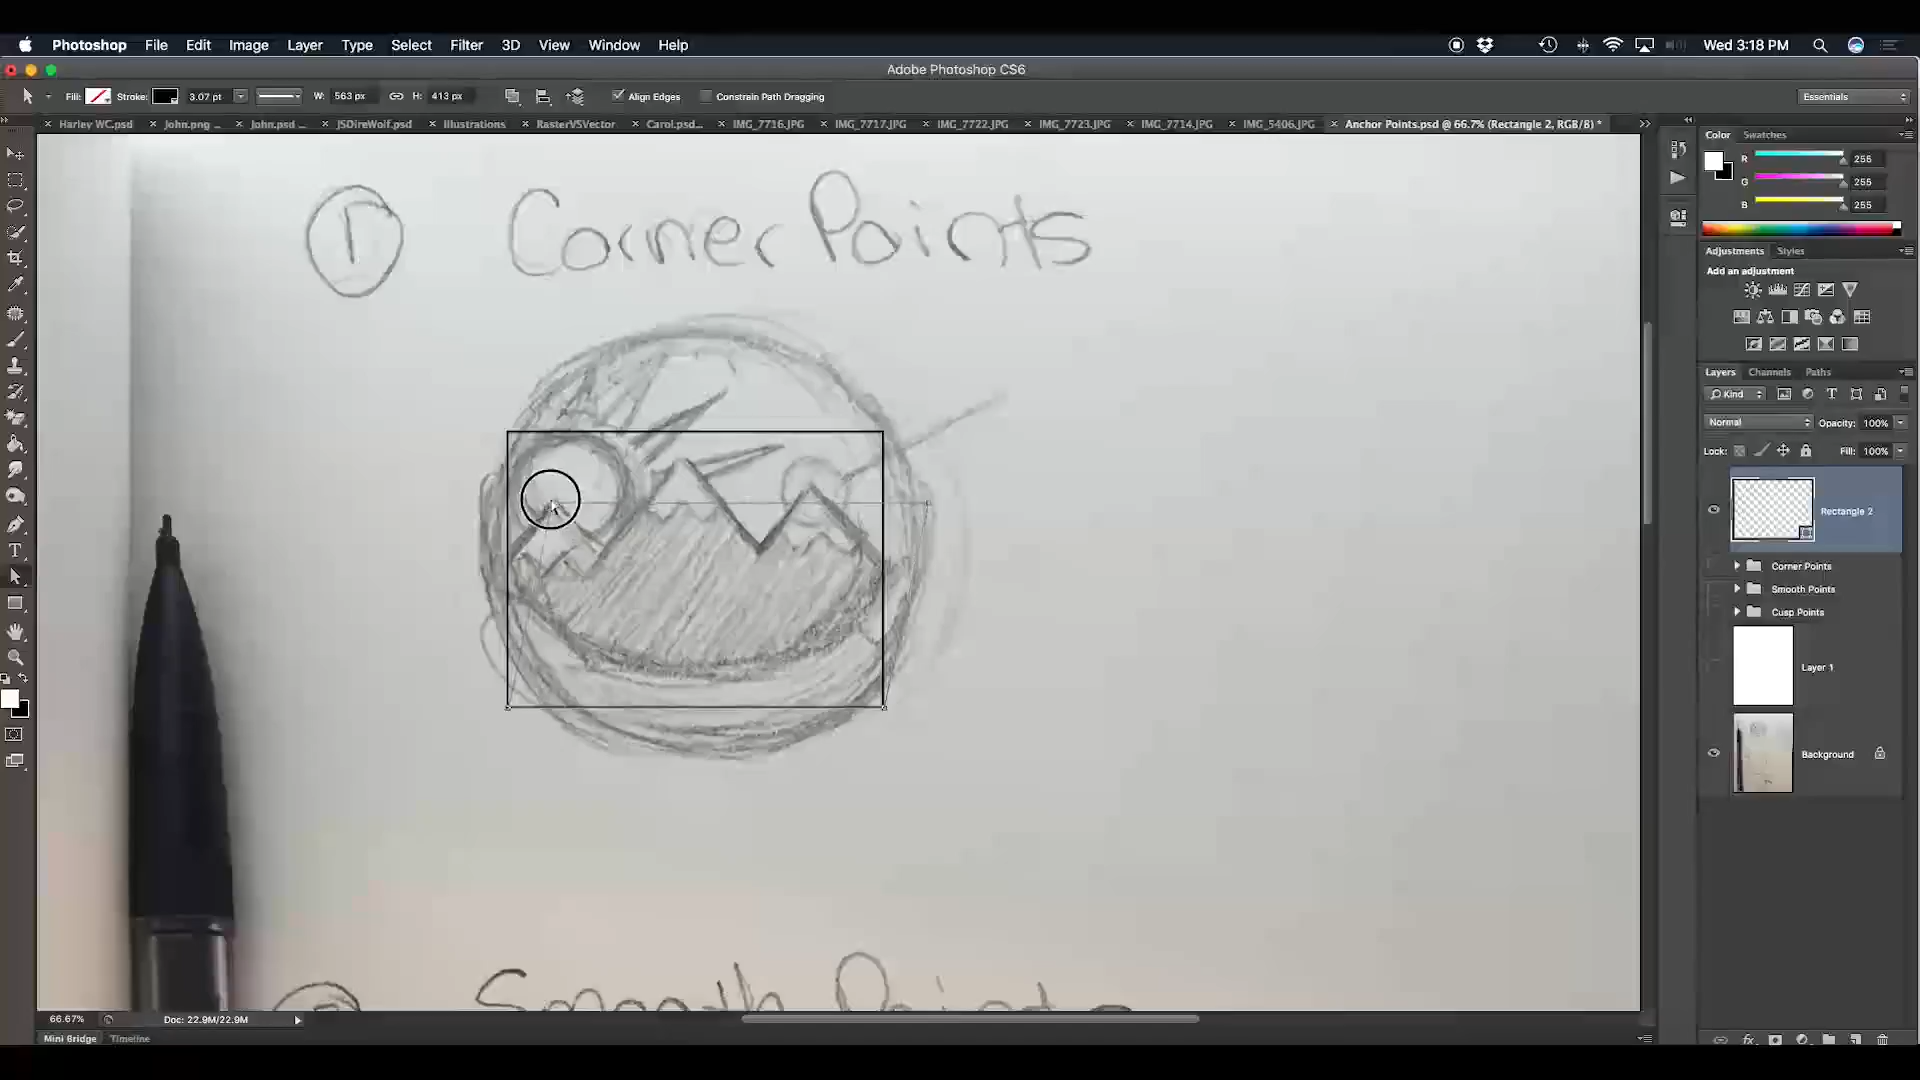 Photoshop File Edit Image Layer Type Select Filter 3D View Window Help Wed 3:18 PM
Adobe Photoshop CS6
Fill: Stroke: 3.07 pt W: 563 px H: 413 px Align Edges Constrain Path Dragging Essentials
Harley WC.psd John.png ... John.psd ... JSDireWolf.psd Illustrations RasterVSVector Carol.psd... IMG_7716.JPG IMG_7717.JPG IMG_7722.JPG IMG_7723.JPG IMG_7714.JPG IMG_5406.JPG Anchor Points.psd @ 66.7% (Rectangle 2, RGB/8) *
Color Swatches
R 255
G 255
B 255
Adjustments Styles
Add an adjustment
Layers Channels Paths
Kind
Normal Opacity: 100%
Lock: Fill: 100%
Rectangle 2
Corner Points
Smooth Points
Cusp Points
Layer 1
Background
1 Corner Points
Smooth Points
66.67% Doc: 22.9M/22.9M
Mini Bridge Timeline